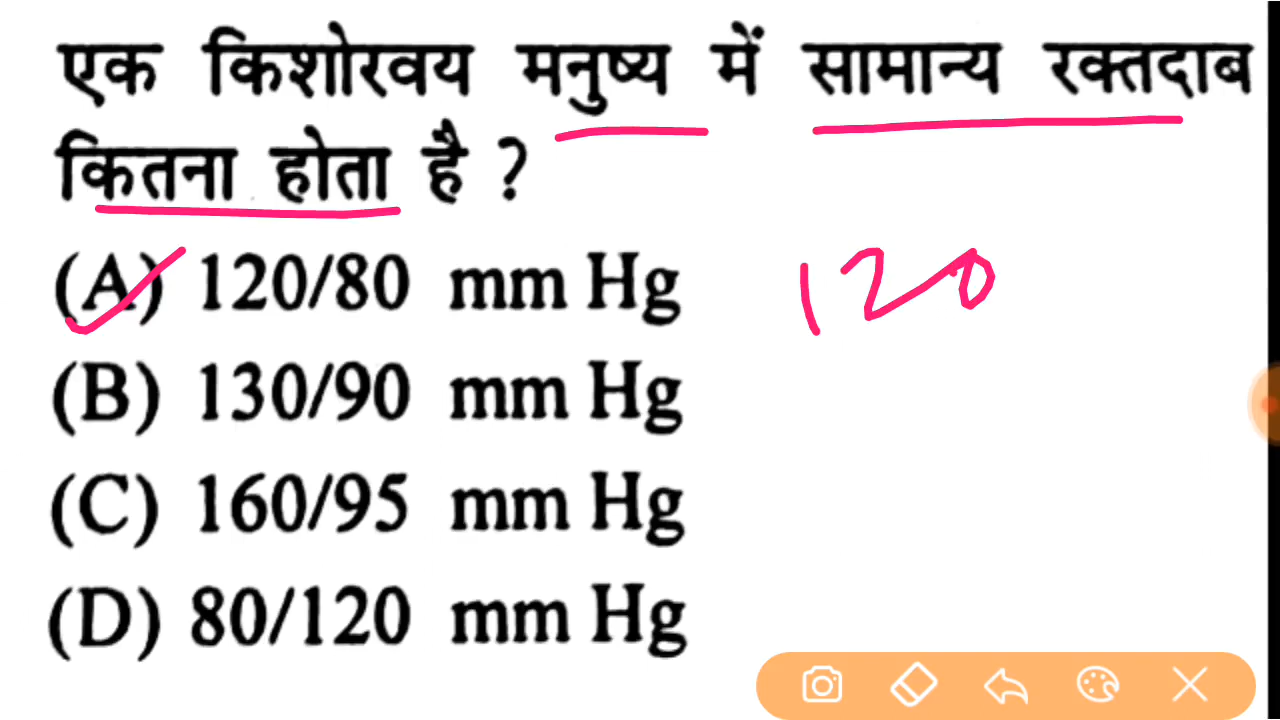 एक किशोरवय मनुष्य में सामान्य रक्तदाब
कितना होता है ?
(A) 120/80 mm Hg 120
(B) 130/90 mm Hg
(C) 160/95 mm Hg
(D) 80/120 mm Hg